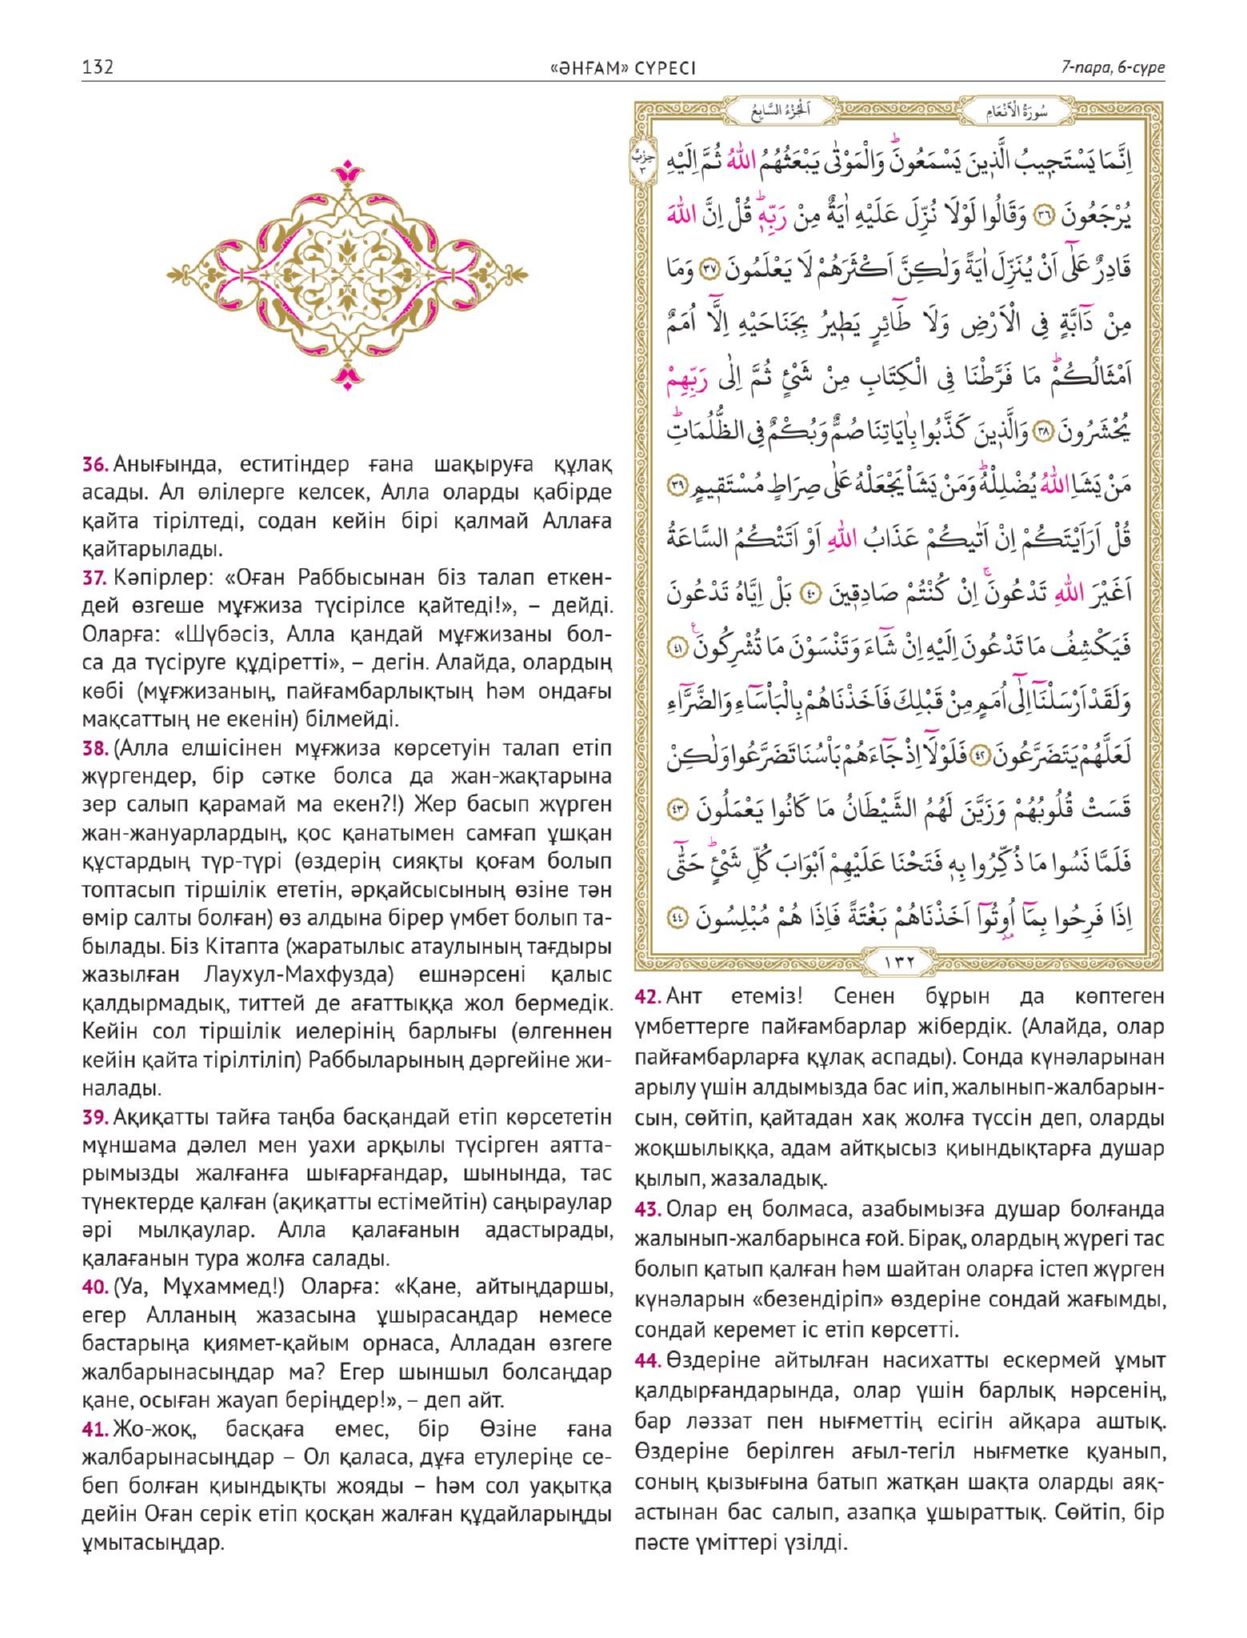 132
«ӘНҒАМ» СҮРЕСІ
7-пара, 6-сүре
سُورَةُ الْاَنْعَامِ
اَلْجُزْءُ السَّابِعُ
حِزْبٌ
٣
اِنَّمَا يَسْتَجٖيبُ الَّذٖينَ يَسْمَعُونَؕ وَالْمَوْتٰى يَبْعَثُهُمُ اللّٰهُ ثُمَّ اِلَيْهِ
يُرْجَعُونَ ﴿٣٦﴾ وَقَالُوا لَوْلَا نُزِّلَ عَلَيْهِ اٰيَةٌ مِنْ رَبِّهٖؕ قُلْ اِنَّ اللّٰهَ
قَادِرٌ عَلٰٓى اَنْ يُنَزِّلَ اٰيَةً وَلٰكِنَّ اَكْثَرَهُمْ لَا يَعْلَمُونَ ﴿٣٧﴾ وَمَا
مِنْ دَٓابَّةٍ فِى الْاَرْضِ وَلَا طَٓائِرٍ يَطٖيرُ بِجَنَاحَيْهِ اِلَّٓا اُمَمٌ
اَمْثَالُكُمْؕ مَا فَرَّطْنَا فِى الْكِتَابِ مِنْ شَیْءٍ ثُمَّ اِلٰى رَبِّهِمْ
يُحْشَرُونَ ﴿٣٨﴾ وَالَّذٖينَ كَذَّبُوا بِاٰيَاتِنَا صُمٌّ وَبُكْمٌ فِى الظُّلُمَاتِؕ
مَنْ يَشَاِ اللّٰهُ يُضْلِلْهُؕ وَمَنْ يَشَأْ يَجْعَلْهُ عَلٰى صِرَاطٍ مُسْتَقٖيمٍ ﴿٣٩﴾
قُلْ اَرَاَيْتَكُمْ اِنْ اَتٰيكُمْ عَذَابُ اللّٰهِ اَوْ اَتَتْكُمُ السَّاعَةُ
اَغَيْرَ اللّٰهِ تَدْعُونَۚ اِنْ كُنْتُمْ صَادِقٖينَ ﴿٤٠﴾ بَلْ اِيَّاهُ تَدْعُونَ
فَيَكْشِفُ مَا تَدْعُونَ اِلَيْهِ اِنْ شَٓاءَ وَتَنْسَوْنَ مَا تُشْرِكُونَ ﴿٤١﴾
وَلَقَدْ اَرْسَلْنَٓا اِلٰٓى اُمَمٍ مِنْ قَبْلِكَ فَاَخَذْنَاهُمْ بِالْبَأْسَٓاءِ وَالضَّرَّٓاءِ
لَعَلَّهُمْ يَتَضَرَّعُونَ ﴿٤٢﴾ فَلَوْلَٓا اِذْ جَٓاءَهُمْ بَأْسُنَا تَضَرَّعُوا وَلٰكِنْ
قَسَتْ قُلُوبُهُمْ وَزَيَّنَ لَهُمُ الشَّيْطَانُ مَا كَانُوا يَعْمَلُونَ ﴿٤٣﴾
فَلَمَّا نَسُوا مَا ذُكِّرُوا بِهٖ فَتَحْنَا عَلَيْهِمْ اَبْوَابَ كُلِّ شَیْءٍؕ حَتّٰٓى
اِذَا فَرِحُوا بِمَٓا اُو۫تُٓوا اَخَذْنَاهُمْ بَغْتَةً فَاِذَا هُمْ مُبْلِسُونَ ﴿٤٤﴾
١٣٢
36. Анығында, еститіндер ғана шақыруға құлақ
асады. Ал өлілерге келсек, Алла оларды қабірде
қайта тірілтеді, содан кейін бірі қалмай Аллаға
қайтарылады.
37. Кәпірлер: «Оған Раббысынан біз талап еткен-
дей өзгеше мұғжиза түсірілсе қайтеді!», – дейді.
Оларға: «Шүбәсіз, Алла қандай мұғжизаны бол-
са да түсіруге құдіретті», – дегін. Алайда, олардың
көбі (мұғжизаның, пайғамбарлықтың һәм ондағы
мақсаттың не екенін) білмейді.
38. (Алла елшісінен мұғжиза көрсетуін талап етіп
жүргендер, бір сәтке болса да жан-жақтарына
зер салып қарамай ма екен?!) Жер басып жүрген
жан-жануарлардың, қос қанатымен самғап ұшқан
құстардың түр-түрі (өздерің сияқты қоғам болып
топтасып тіршілік ететін, әрқайсысының өзіне тән
өмір салты болған) өз алдына бірер үмбет болып та-
былады. Біз Кітапта (жаратылыс атаулының тағдыры
жазылған Лаухул-Махфузда) ешнәрсені қалыс
қалдырмадық, титтей де ағаттыққа жол бермедік.
Кейін сол тіршілік иелерінің барлығы (өлгеннен
кейін қайта тірілтіліп) Раббыларының дәргейіне жи-
налады.
39. Ақиқатты тайға таңба басқандай етіп көрсететін
мұншама дәлел мен уахи арқылы түсірген аятта-
рымызды жалғанға шығарғандар, шынында, тас
түнектерде қалған (ақиқатты естімейтін) саңыраулар
әрі мылқаулар. Алла қалағанын адастырады,
қалағанын тура жолға салады.
40. (Уа, Мұхаммед!) Оларға: «Қане, айтыңдаршы,
егер Алланың жазасына ұшырасаңдар немесе
бастарыңа қиямет-қайым орнаса, Алладан өзгеге
жалбарынасыңдар ма? Егер шыншыл болсаңдар
қане, осыған жауап беріңдер!», – деп айт.
41. Жо-жоқ, басқаға емес, бір Өзіне ғана
жалбарынасыңдар – Ол қаласа, дұға етулеріңе се-
беп болған қиындықты жояды – һәм сол уақытқа
дейін Оған серік етіп қосқан жалған құдайларыңды
ұмытасыңдар.
42. Ант етеміз! Сенен бұрын да көптеген
үмбеттерге пайғамбарлар жібердік. (Алайда, олар
пайғамбарларға құлақ аспады). Сонда күнәларынан
арылу үшін алдымызда бас иіп, жалынып-жалбарын-
сын, сөйтіп, қайтадан хақ жолға түссін деп, оларды
жоқшылыққа, адам айтқысыз қиындықтарға душар
қылып, жазаладық.
43. Олар ең болмаса, азабымызға душар болғанда
жалынып-жалбарынса ғой. Бірақ, олардың жүрегі тас
болып қатып қалған һәм шайтан оларға істеп жүрген
күнәларын «безендіріп» өздеріне сондай жағымды,
сондай керемет іс етіп көрсетті.
44. Өздеріне айтылған насихатты ескермей ұмыт
қалдырғандарында, олар үшін барлық нәрсенің,
бар ләззат пен нығметтің есігін айқара аштық.
Өздеріне берілген ағыл-тегіл нығметке қуанып,
соның қызығына батып жатқан шақта оларды аяқ-
астынан бас салып, азапқа ұшыраттық. Сөйтіп, бір
пәсте үміттері үзілді.